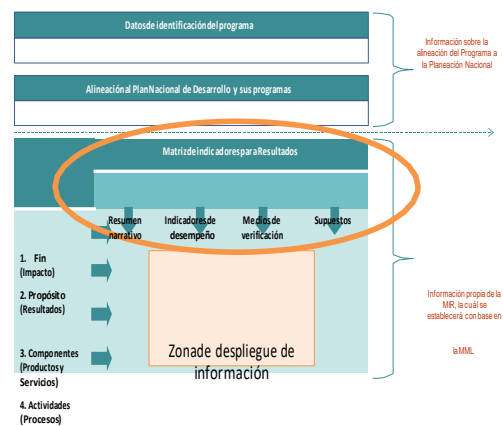 Datos de identificación del programa
Información sobre la
alineación del Programa a
la Planeación Nacional
Alineación al Plan Nacional de Desarrollo y sus programas
Matriz de indicadores para Resultados
Resumen
narrativo
Indicadores de
desempeño
Medios de
verificación
Supuestos
1. Fin
(Impacto)
2. Propósito
(Resultados)
Información propia de la
MIR, la cuál se
establecerá con base en
la MML
3. Componentes
(Productos y
Servicios)
Zona de despliegue de
información
4. Actividades
(Procesos)